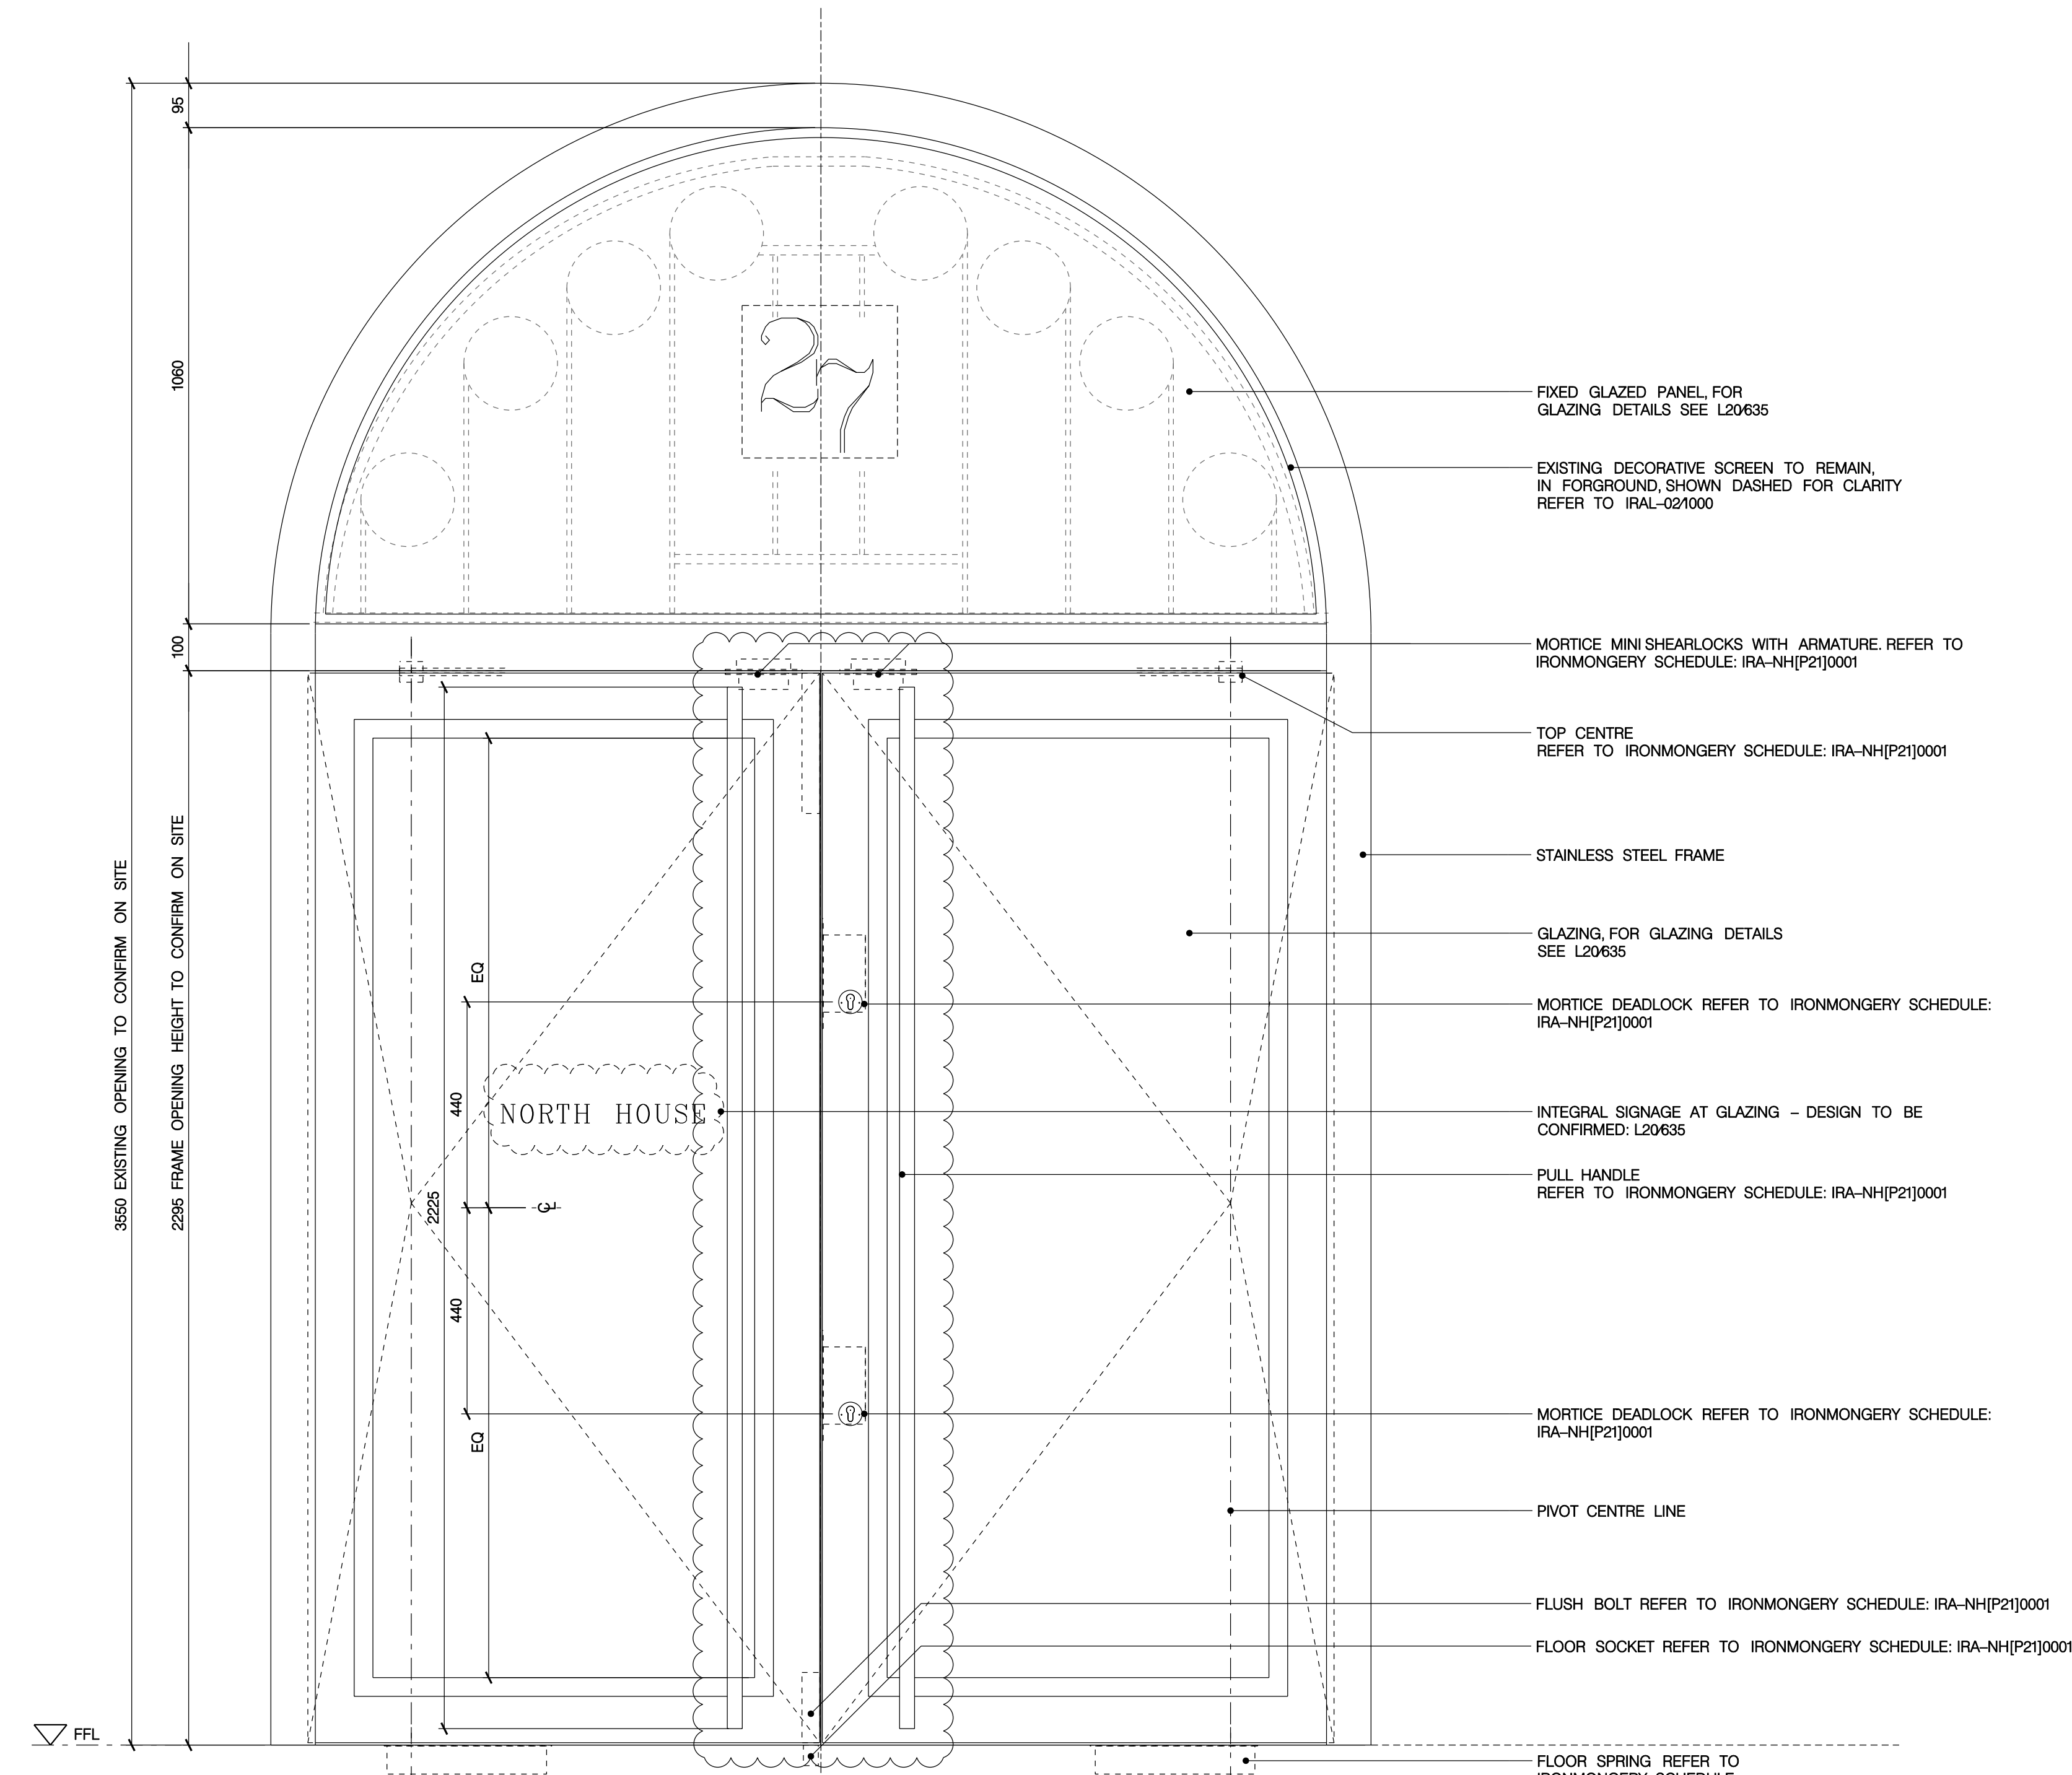 95
1060
27
FIXED GLAZED PANEL, FOR
GLAZING DETAILS SEE L20/635
EXISTING DECORATIVE SCREEN TO REMAIN,
IN FORGROUND, SHOWN DASHED FOR CLARITY
REFER TO IRAL-02/1000
100
MORTICE MINI SHEARLOCKS WITH ARMATURE. REFER TO
IRONMONGERY SCHEDULE: IRA-NH[P21]0001
TOP CENTRE
REFER TO IRONMONGERY SCHEDULE: IRA-NH[P21]0001
STAINLESS STEEL FRAME
3550 EXISTING OPENING TO CONFIRM ON SITE
2295 FRAME OPENING HEIGHT TO CONFIRM ON SITE
GLAZING, FOR GLAZING DETAILS
SEE L20/635
EQ
MORTICE DEADLOCK REFER TO IRONMONGERY SCHEDULE:
IRA-NH[P21]0001
440
NORTH HOUSE
INTEGRAL SIGNAGE AT GLAZING - DESIGN TO BE
CONFIRMED: L20/635
PULL HANDLE
REFER TO IRONMONGERY SCHEDULE: IRA-NH[P21]0001
2225
CL
440
MORTICE DEADLOCK REFER TO IRONMONGERY SCHEDULE:
IRA-NH[P21]0001
EQ
PIVOT CENTRE LINE
FLUSH BOLT REFER TO IRONMONGERY SCHEDULE: IRA-NH[P21]0001
FLOOR SOCKET REFER TO IRONMONGERY SCHEDULE: IRA-NH[P21]0001
FFL
FLOOR SPRING REFER TO
IRONMONGERY SCHEDULE